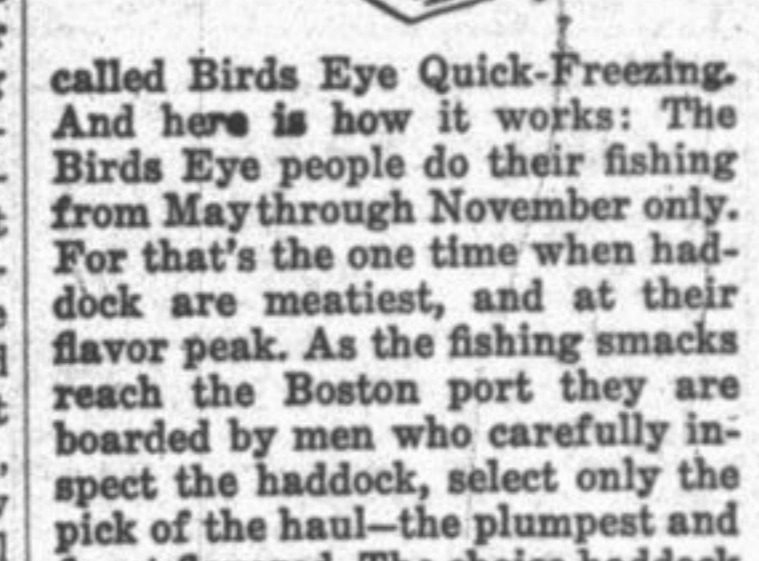 called Birds Eye Quick-Freezing.
And here is how it works: The
Birds Eye people do their fishing
from May through November only.
For that's the one time when had-
dock are meatiest, and at their
flavor peak. As the fishing smacks
reach the Boston port they are
boarded by men who carefully in-
spect the haddock, select only the
pick of the haul—the plumpest and
The choice haddock